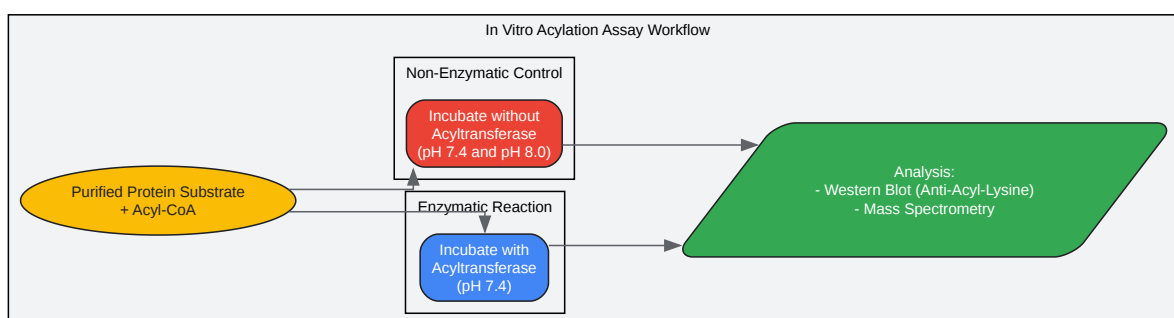 In Vitro Acylation Assay Workflow
Non-Enzymatic Control
Incubate without
Acyltransferase
(pH 7.4 and pH 8.0)
Purified Protein Substrate
+ Acyl-CoA
Enzymatic Reaction
Incubate with
Acyltransferase
(pH 7.4)
Analysis:
- Western Blot (Anti-Acyl-Lysine)
- Mass Spectrometry